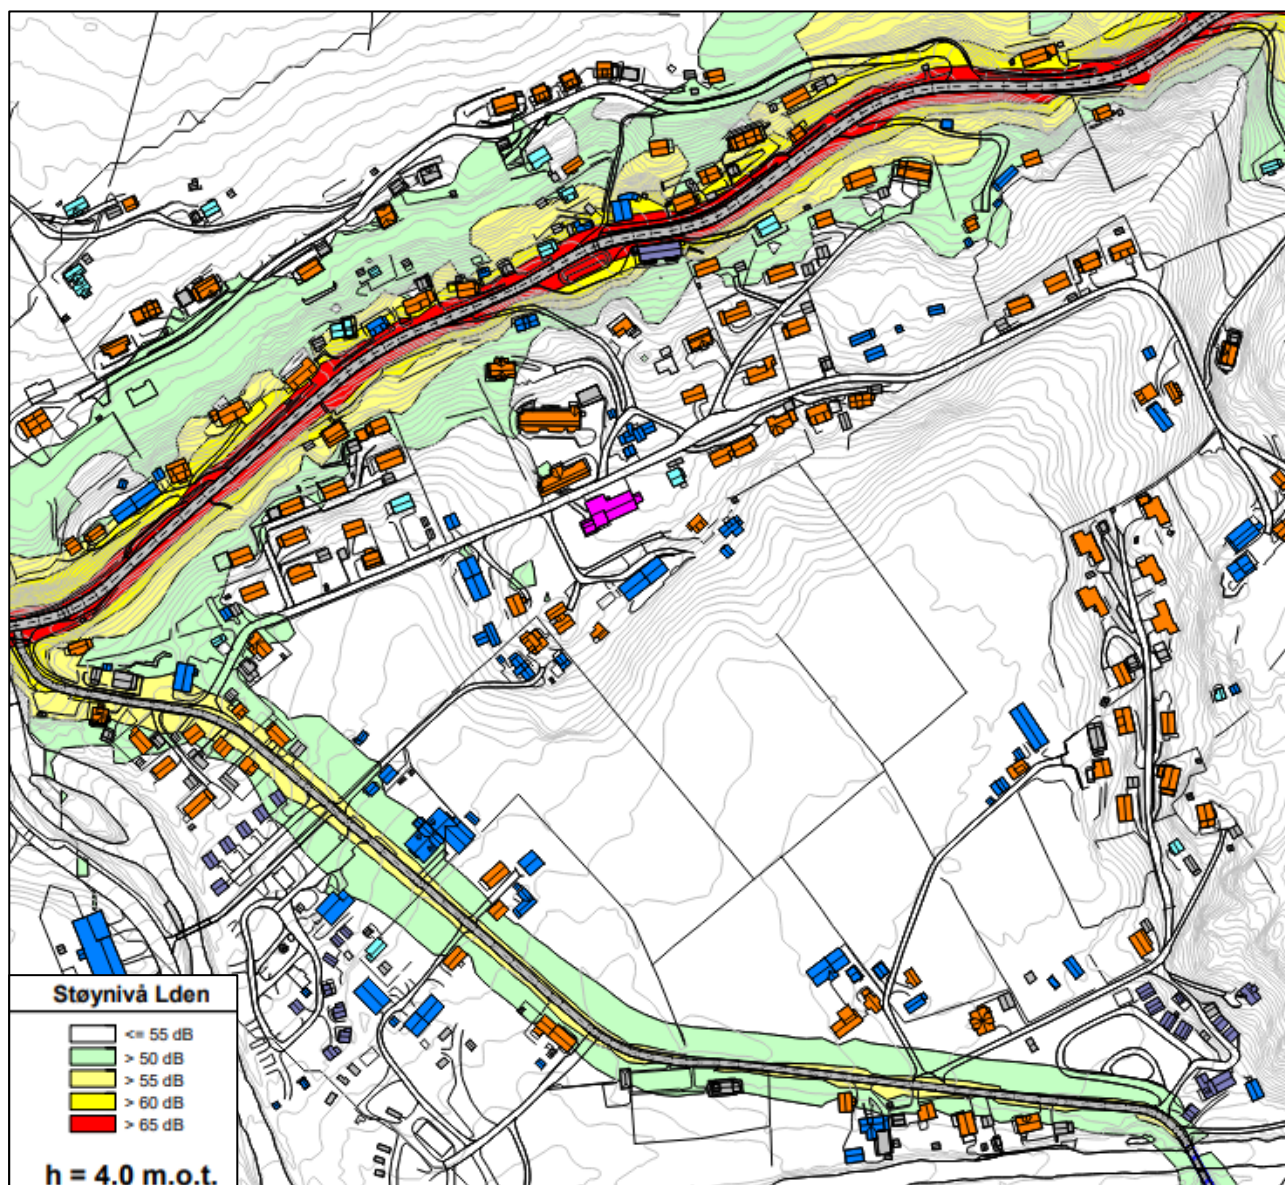 Støynivå Lden
<= 55 dB
> 50 dB
> 55 dB
> 60 dB
> 65 dB
h = 4.0 m.o.t.